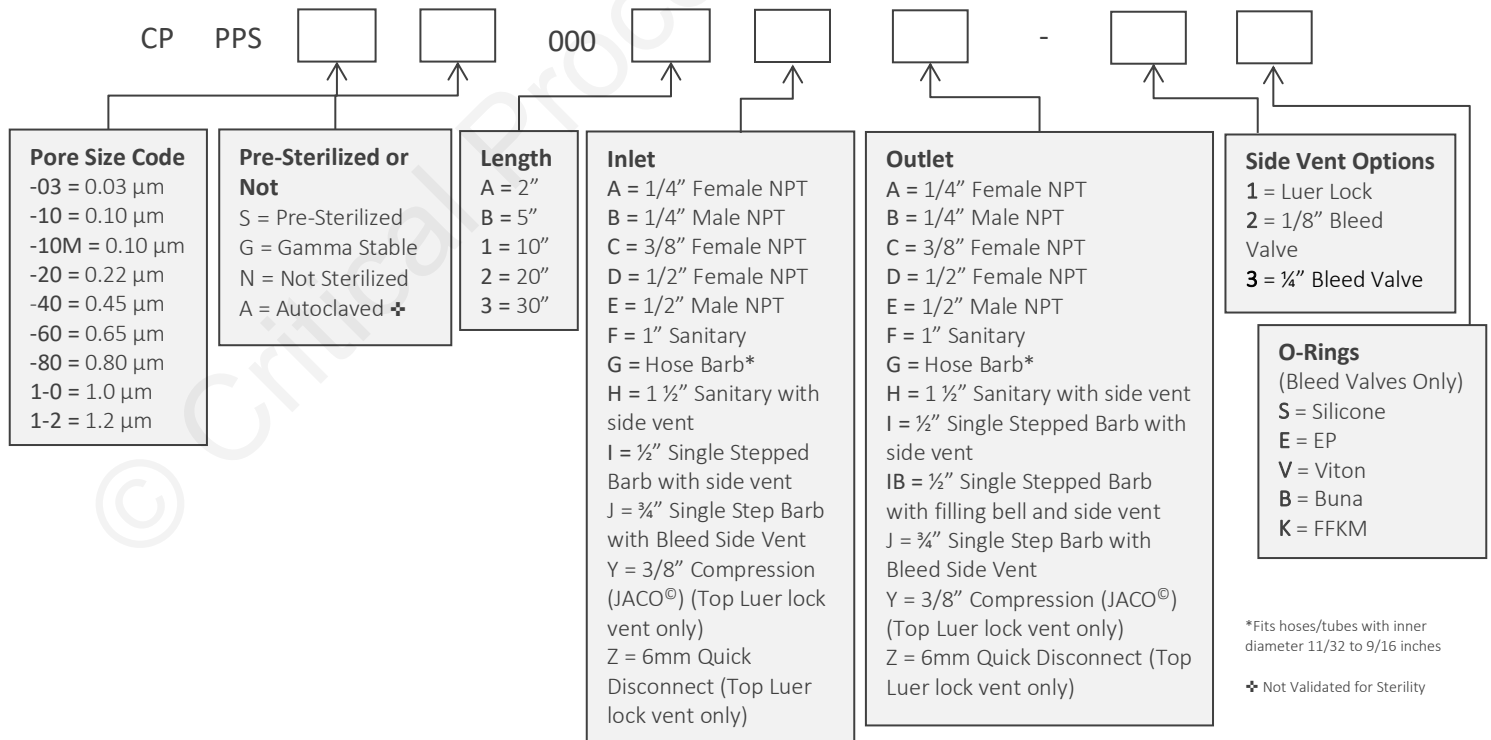 CP PPS 000 -
Pore Size Code
-03 = 0.03 µm
-10 = 0.10 µm
-10M = 0.10 µm
-20 = 0.22 µm
-40 = 0.45 µm
-60 = 0.65 µm
-80 = 0.80 µm
1-0 = 1.0 µm
1-2 = 1.2 µm
Pre-Sterilized or
Not
S = Pre-Sterilized
G = Gamma Stable
N = Not Sterilized
A = Autoclaved ✤
Length
A = 2”
B = 5”
1 = 10”
2 = 20”
3 = 30”
Inlet
A = 1/4” Female NPT
B = 1/4” Male NPT
C = 3/8” Female NPT
D = 1/2” Female NPT
E = 1/2” Male NPT
F = 1” Sanitary
G = Hose Barb*
H = 1 ½” Sanitary with
side vent
I = ½” Single Stepped
Barb with side vent
J = ¾” Single Step Barb
with Bleed Side Vent
Y = 3/8” Compression
(JACO©) (Top Luer lock
vent only)
Z = 6mm Quick
Disconnect (Top Luer
lock vent only)
Outlet
A = 1/4” Female NPT
B = 1/4” Male NPT
C = 3/8” Female NPT
D = 1/2” Female NPT
E = 1/2” Male NPT
F = 1” Sanitary
G = Hose Barb*
H = 1 ½” Sanitary with side vent
I = ½” Single Stepped Barb with
side vent
IB = ½” Single Stepped Barb
with filling bell and side vent
J = ¾” Single Step Barb with
Bleed Side Vent
Y = 3/8” Compression (JACO©)
(Top Luer lock vent only)
Z = 6mm Quick Disconnect (Top
Luer lock vent only)
Side Vent Options
1 = Luer Lock
2 = 1/8” Bleed
Valve
3 = ¼” Bleed Valve
O-Rings
(Bleed Valves Only)
S = Silicone
E = EP
V = Viton
B = Buna
K = FFKM
*Fits hoses/tubes with inner
diameter 11/32 to 9/16 inches
✤ Not Validated for Sterility
© Critical Proc